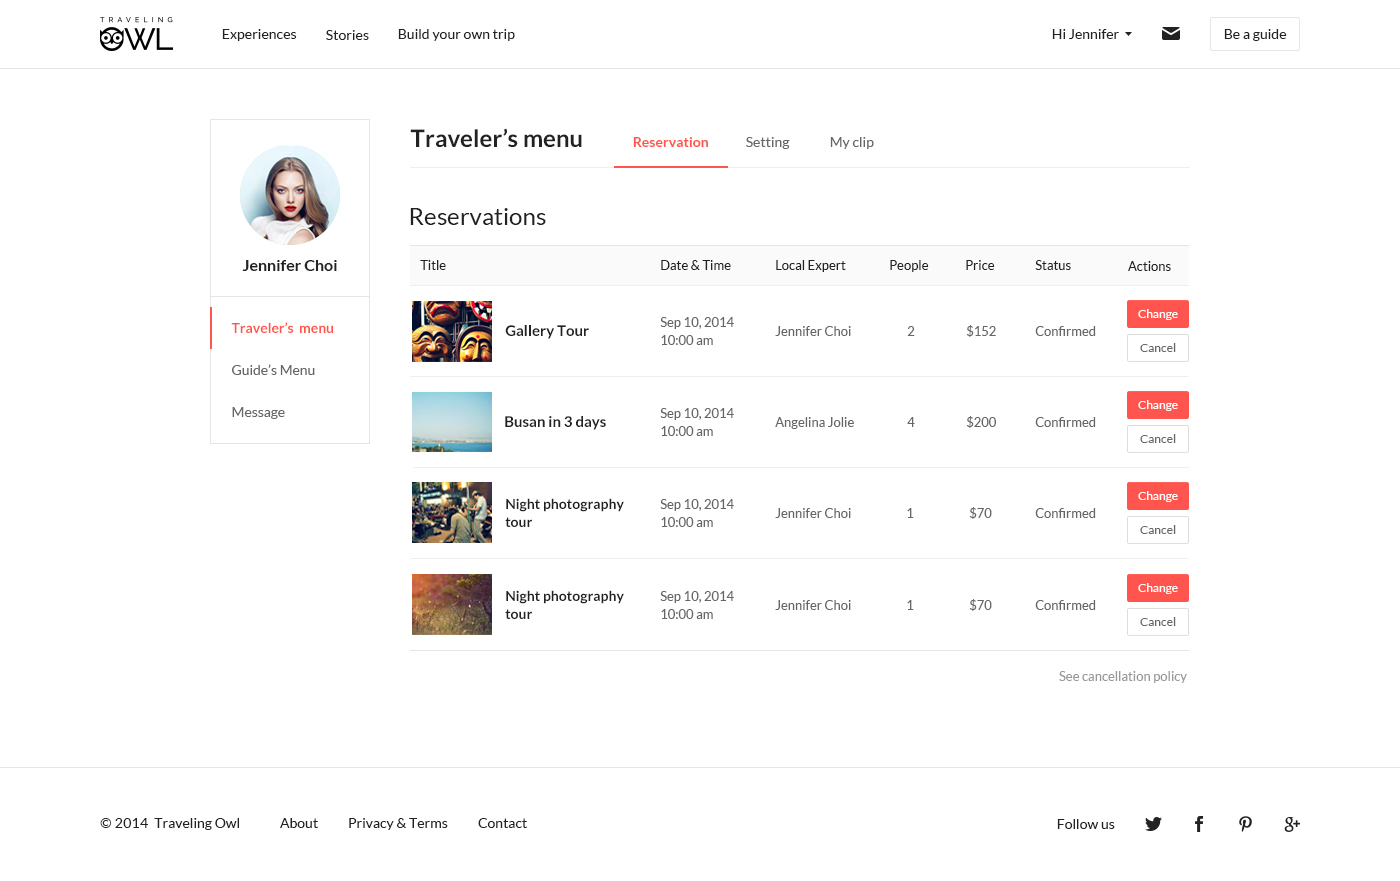 TRAVELING
OWL
Experiences Stories Build your own trip Hi Jennifer Be a guide
Jennifer Choi
Traveler’s menu
Guide’s Menu
Message
Traveler’s menu Reservation Setting My clip
Reservations
Title Date & Time Local Expert People Price Status Actions
Gallery Tour Sep 10, 2014 10:00 am Jennifer Choi 2 $152 Confirmed Change Cancel
Busan in 3 days Sep 10, 2014 10:00 am Angelina Jolie 4 $200 Confirmed Change Cancel
Night photography tour Sep 10, 2014 10:00 am Jennifer Choi 1 $70 Confirmed Change Cancel
Night photography tour Sep 10, 2014 10:00 am Jennifer Choi 1 $70 Confirmed Change Cancel
See cancellation policy
© 2014 Traveling Owl About Privacy & Terms Contact Follow us